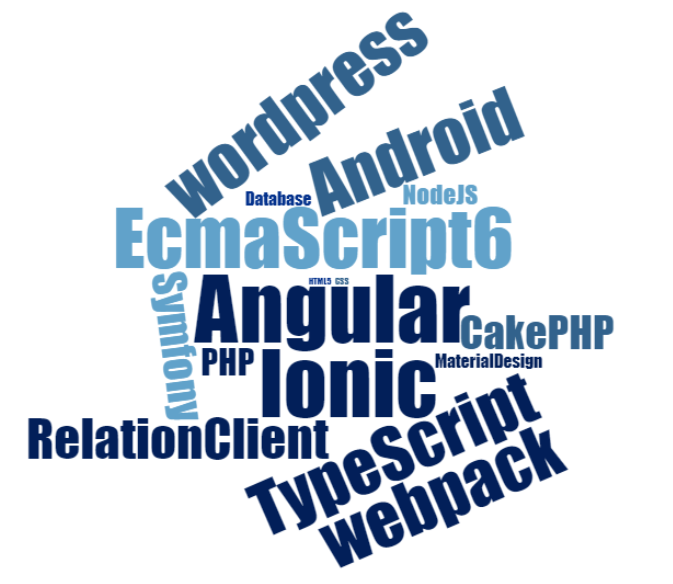 wordpress
Android
Database
NodeJS
EcmaScript6
HTML5 CSS
Symfony
Angular
CakePHP
PHP
Ionic
MaterialDesign
RelationClient
TypeScript
webpack